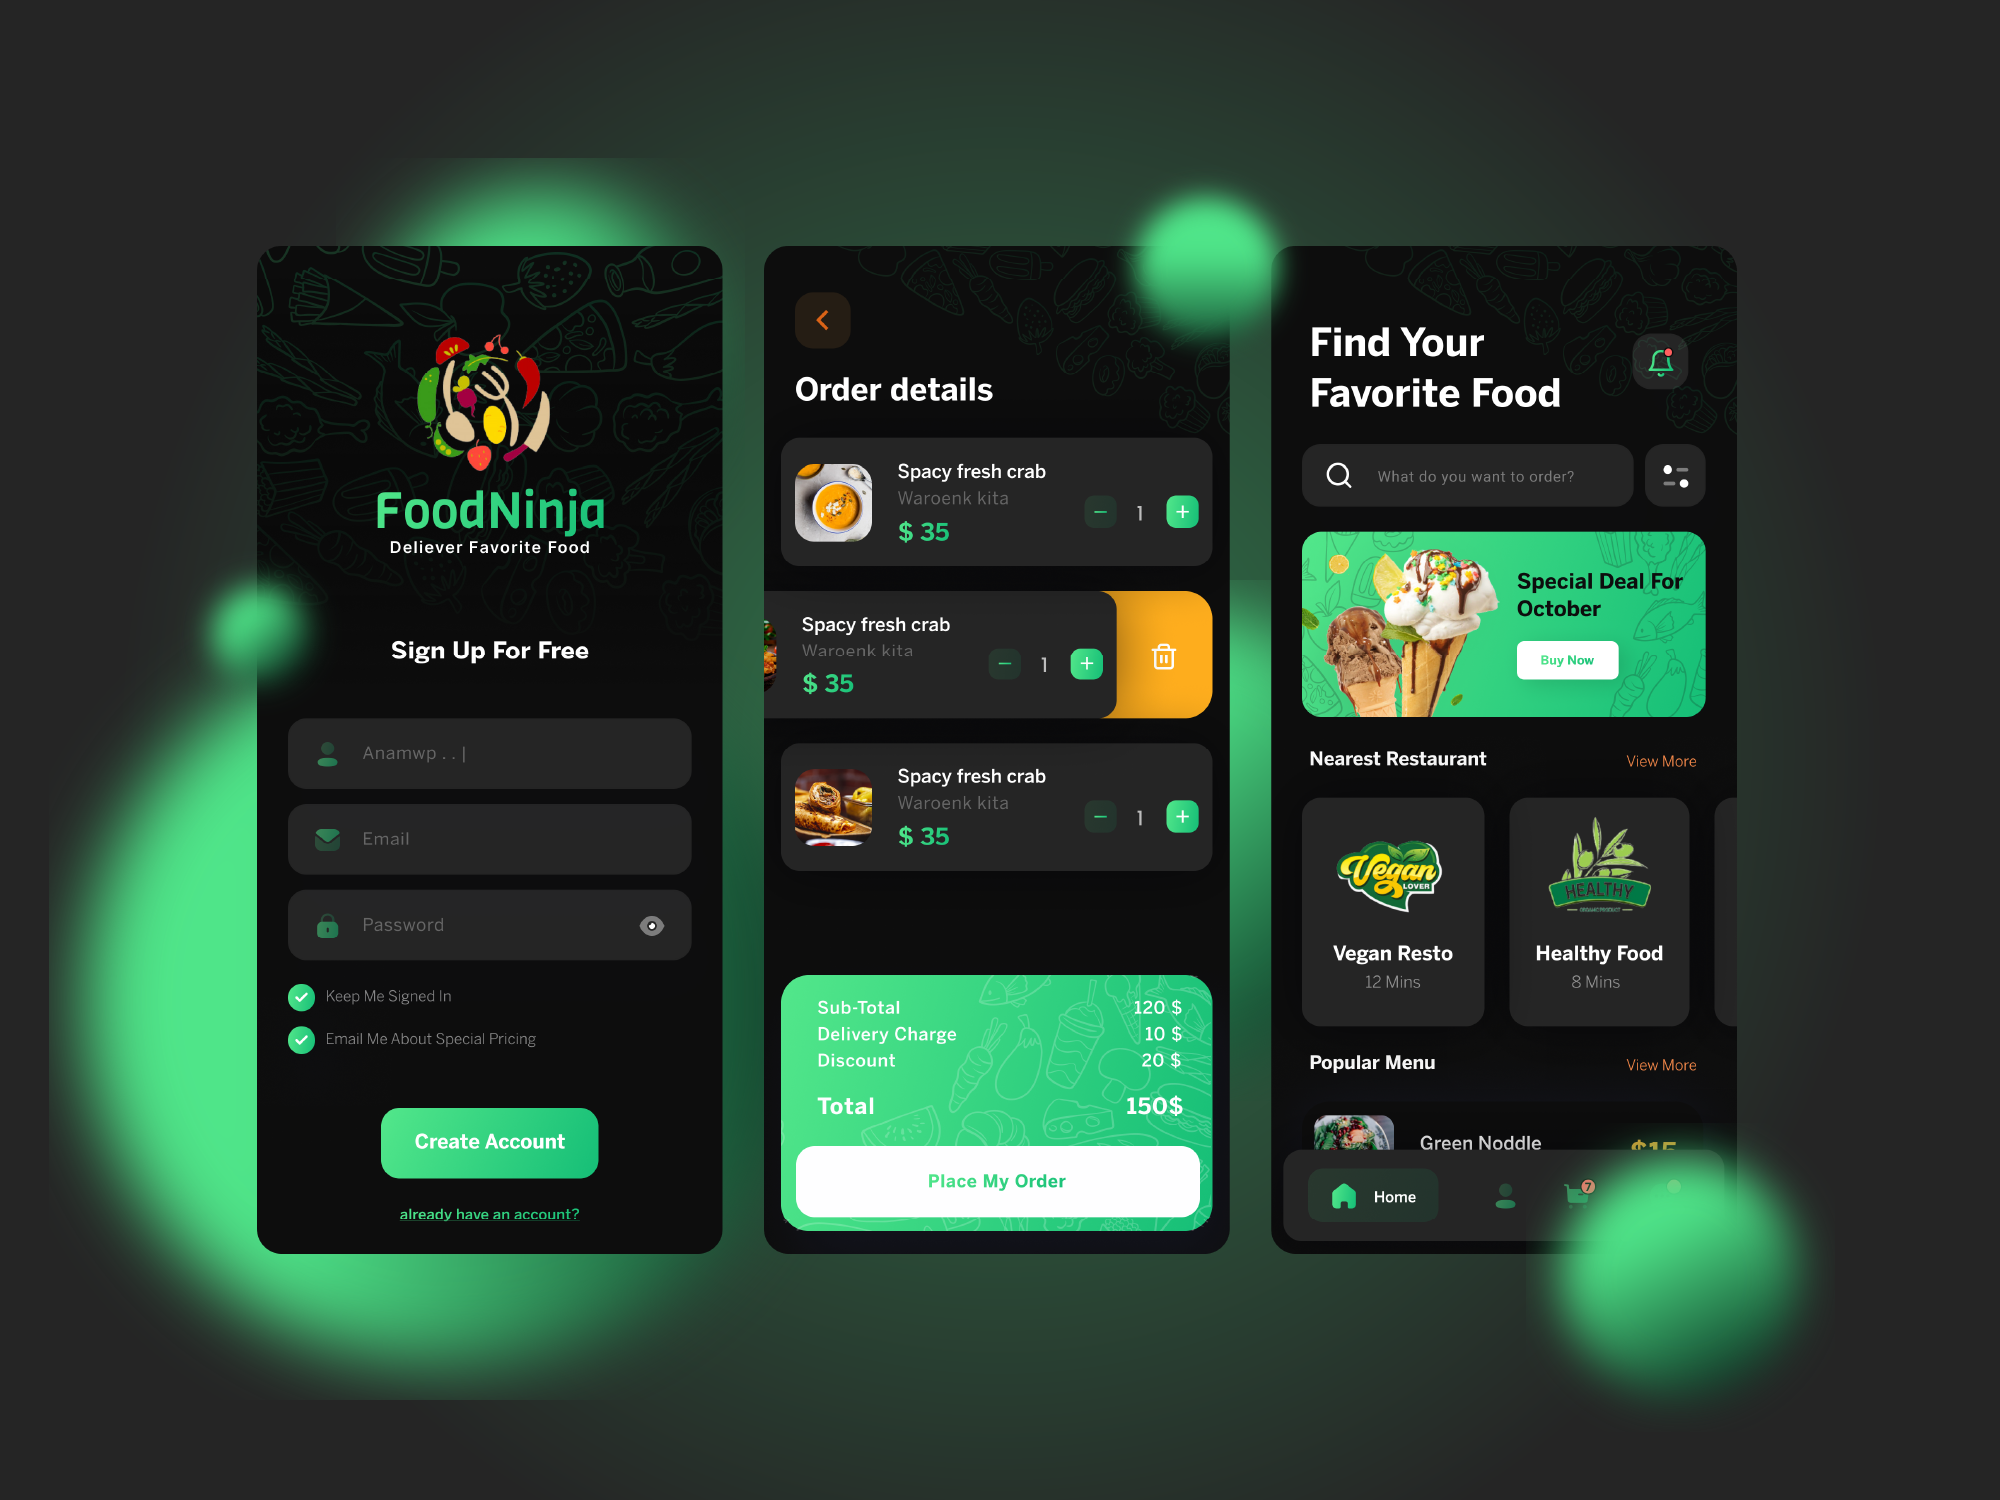 FoodNinja
Deliever Favorite Food
Sign Up For Free
Anamwp . . |
Email
Password
Keep Me Signed In
Email Me About Special Pricing
Create Account
already have an account?
Order details
Spacy fresh crab
Waroenk kita
$ 35
1
Spacy fresh crab
Waroenk kita
$ 35
1
Spacy fresh crab
Waroenk kita
$ 35
1
Sub-Total 120 $
Delivery Charge 10 $
Discount 20 $
Total 150$
Place My Order
Find Your
Favorite Food
What do you want to order?
Special Deal For
October
Buy Now
Nearest Restaurant
View More
Vegan
LOVER
Vegan Resto
12 Mins
HEALTHY
ORGANIC PRODUCT
Healthy Food
8 Mins
Popular Menu
View More
Green Noddle
$15
Home
7